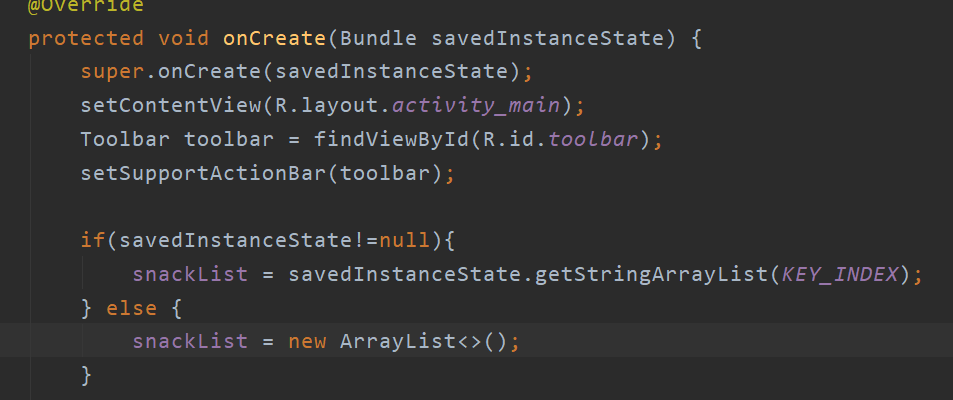 @Override
protected void onCreate(Bundle savedInstanceState) {
super.onCreate(savedInstanceState);
setContentView(R.layout.activity_main);
Toolbar toolbar = findViewById(R.id.toolbar);
setSupportActionBar(toolbar);
if(savedInstanceState!=null){
snackList = savedInstanceState.getStringArrayList(KEY_INDEX);
} else {
snackList = new ArrayList<>();
}